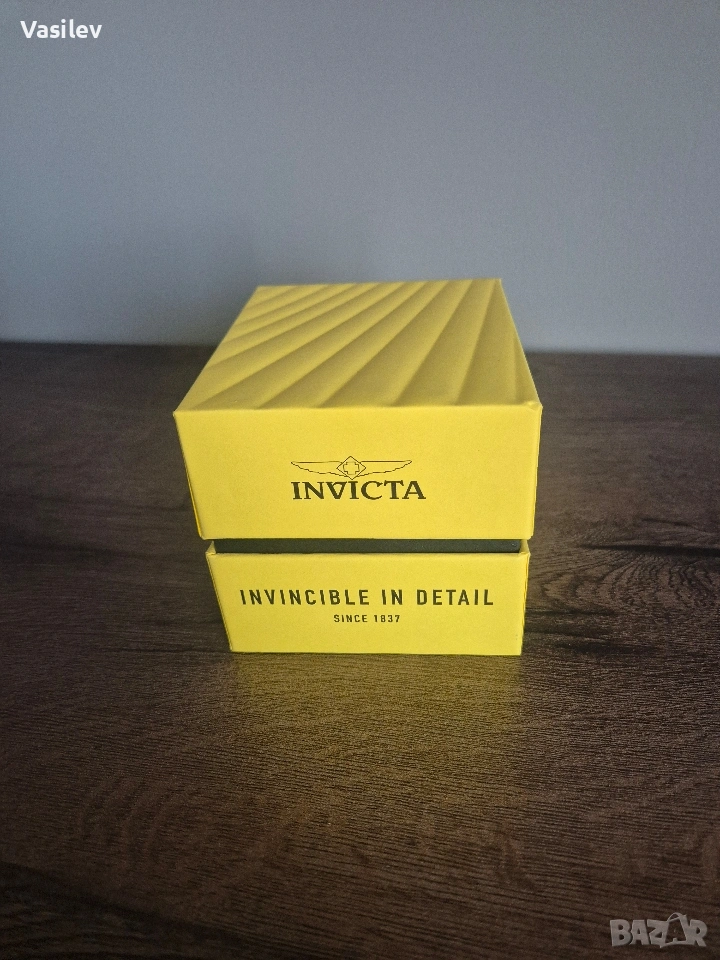 Vasilev
INVICTA
INVINCIBLE IN DETAIL
SINCE 1837
BAZAR